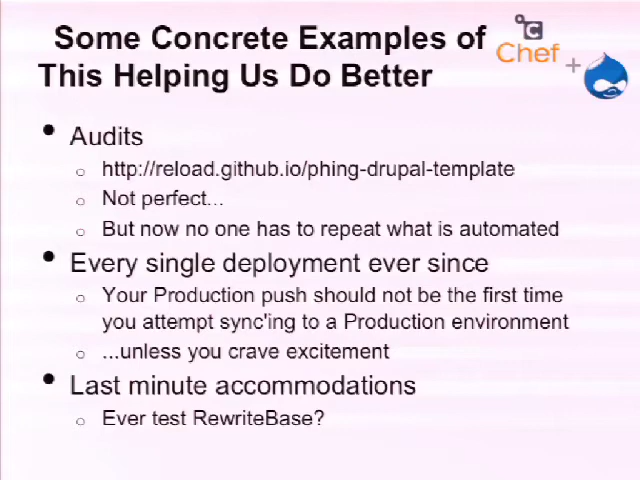 Some Concrete Examples of
This Helping Us Do Better
Chef
+
• Audits
o http://reload.github.io/phing-drupal-template
o Not perfect...
o But now no one has to repeat what is automated
• Every single deployment ever since
o Your Production push should not be the first time
you attempt sync'ing to a Production environment
o ...unless you crave excitement
• Last minute accommodations
o Ever test RewriteBase?